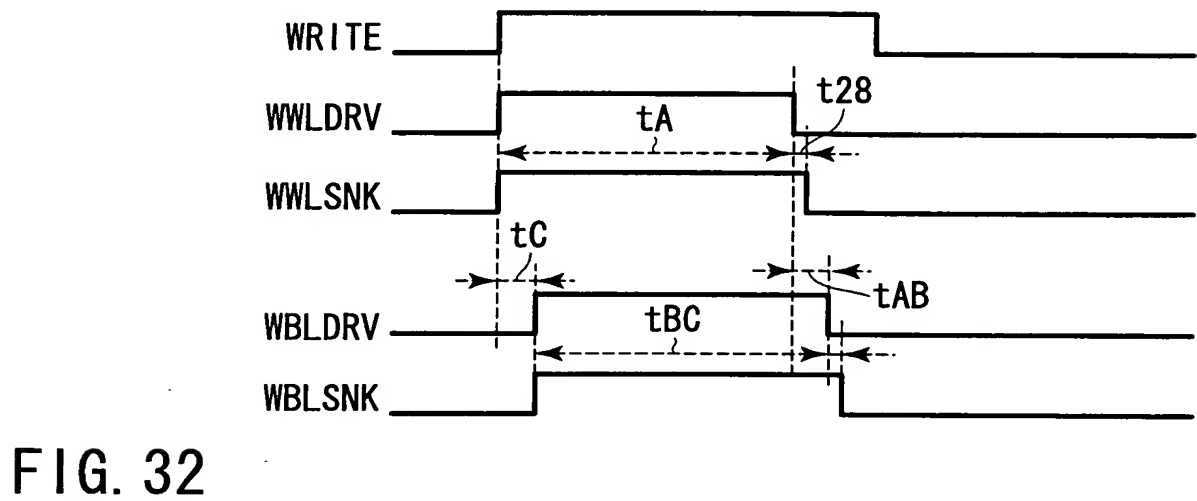 WRITE
WWLDRV
t28
tA
WWLSNK
tC
tAB
WBLDRV
tBC
WBLSNK
FIG. 32